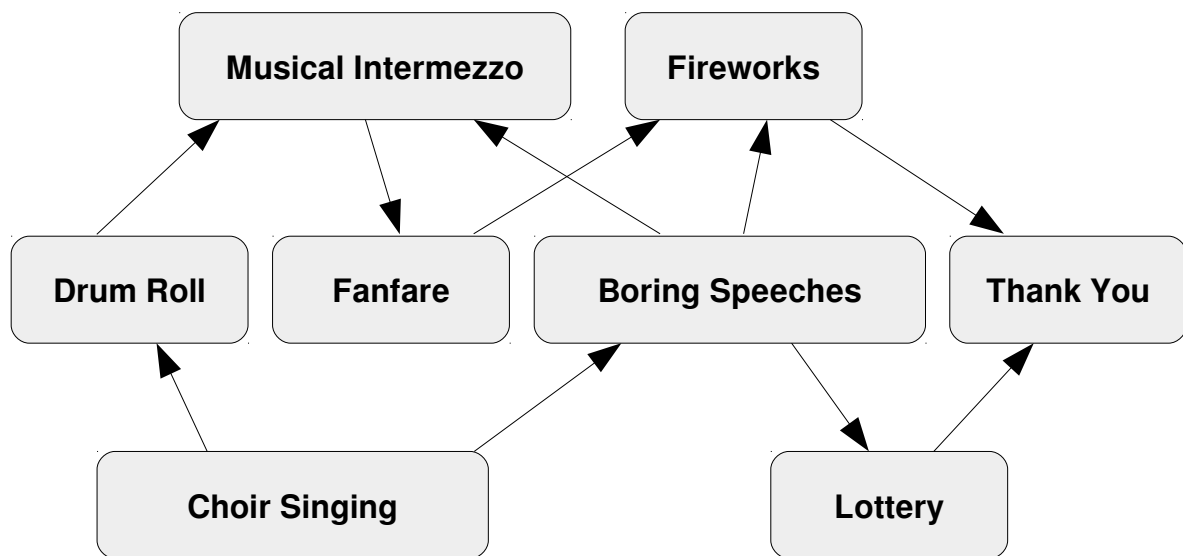 Musical Intermezzo
Fireworks
Drum Roll
Fanfare
Boring Speeches
Thank You
Choir Singing
Lottery